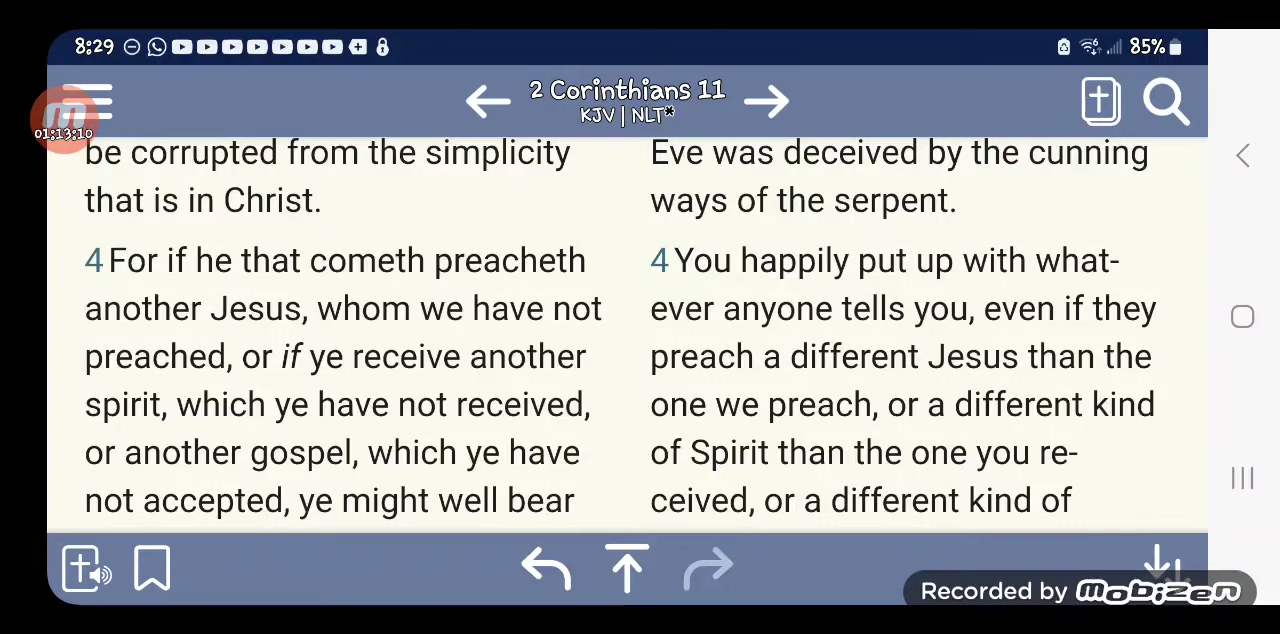 8:29 85%
2 Corinthians 11
KJV | NLT*
01:13:10
be corrupted from the simplicity
that is in Christ.
4 For if he that cometh preacheth
another Jesus, whom we have not
preached, or if ye receive another
spirit, which ye have not received,
or another gospel, which ye have
not accepted, ye might well bear
Eve was deceived by the cunning
ways of the serpent.
4 You happily put up with what-
ever anyone tells you, even if they
preach a different Jesus than the
one we preach, or a different kind
of Spirit than the one you re-
ceived, or a different kind of
Recorded by mobizen